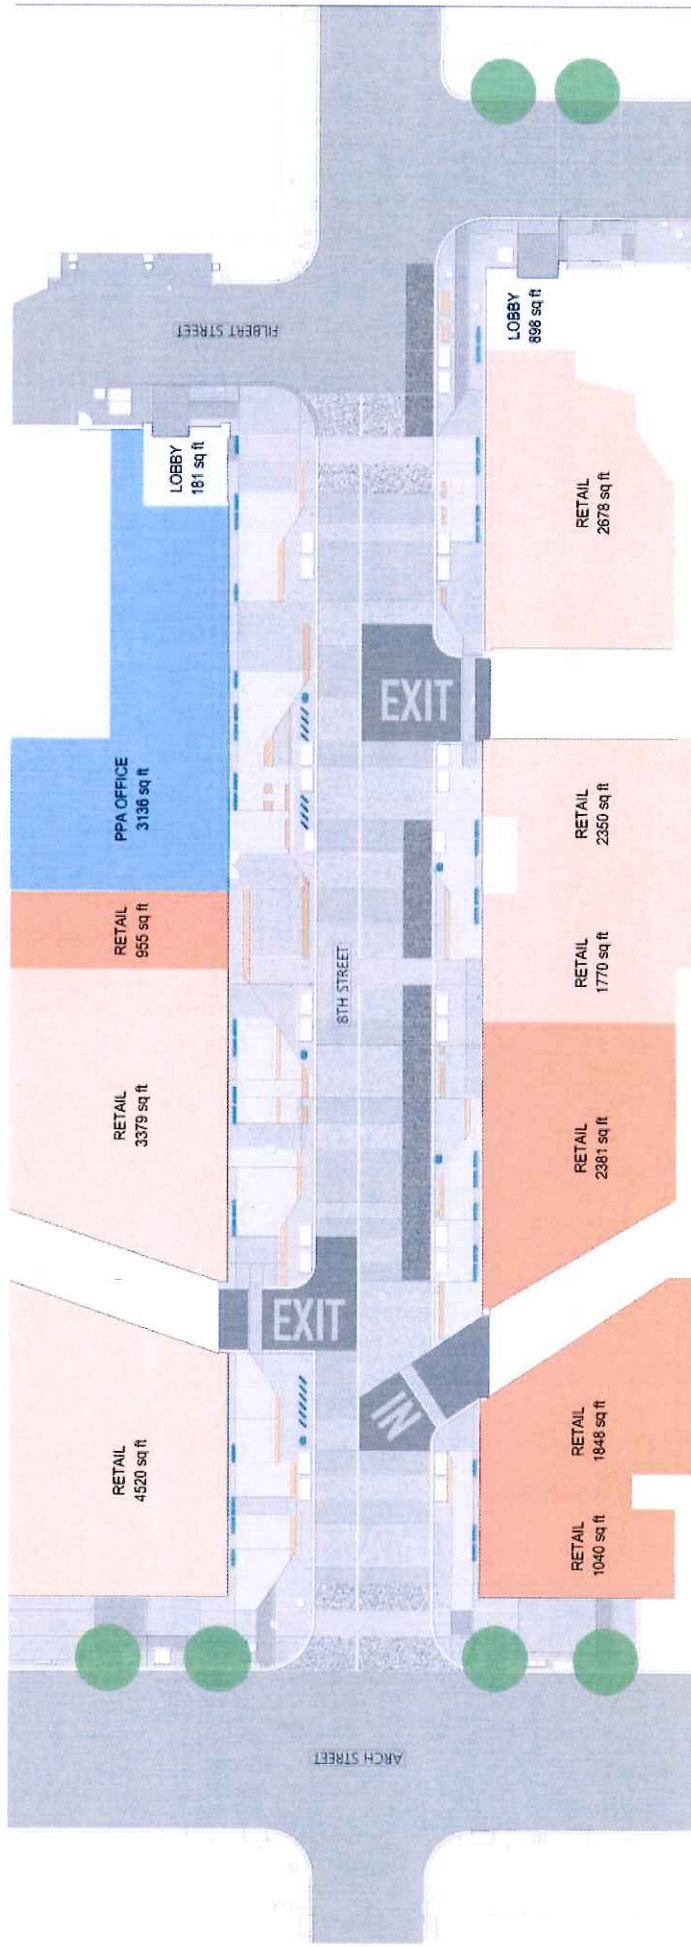 FILBERT STREET
LOBBY
181 sq ft
LOBBY
898 sq ft
PPA OFFICE
3136 sq ft
RETAIL
2678 sq ft
EXIT
RETAIL
955 sq ft
RETAIL
2350 sq ft
8TH STREET
RETAIL
1770 sq ft
RETAIL
3379 sq ft
RETAIL
2381 sq ft
EXIT
IN
RETAIL
4520 sq ft
RETAIL
1848 sq ft
RETAIL
1040 sq ft
ARCH STREET